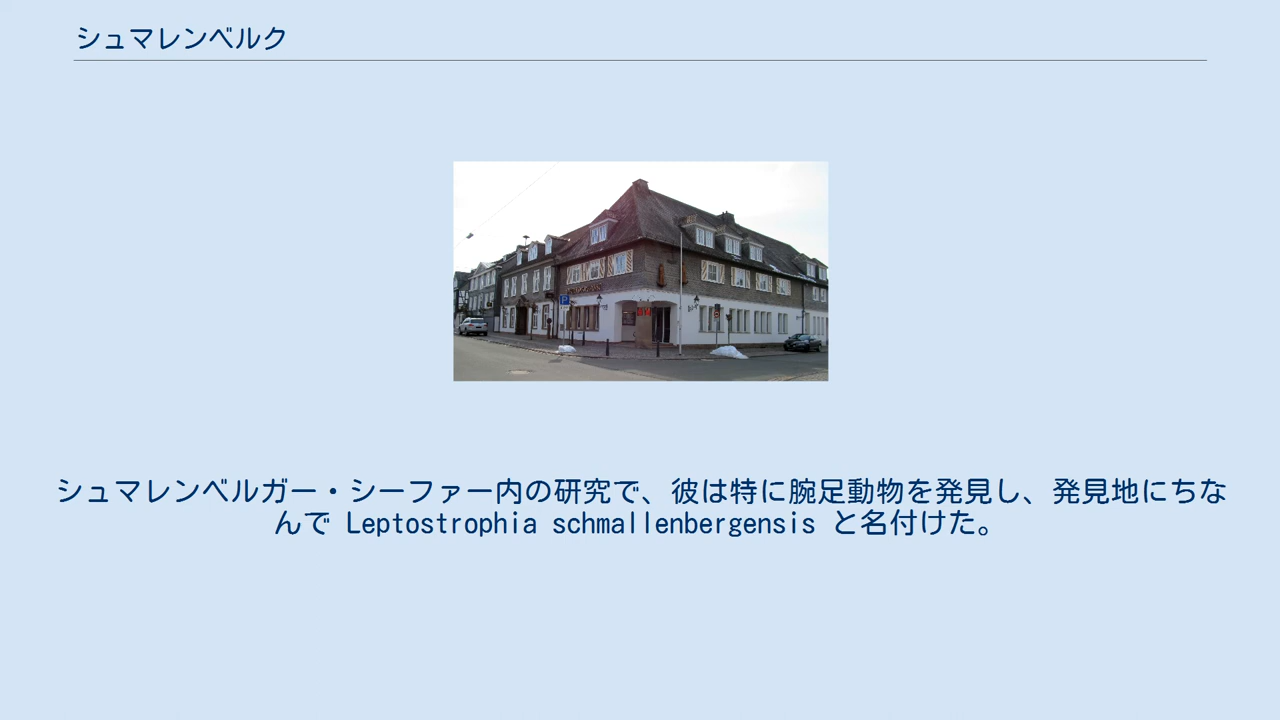 シュマレンベルク
シュマレンベルガー・シーファー内の研究で、彼は特に腕足動物を発見し、発見地にちな
んで Leptostrophia schmallenbergensis と名付けた。